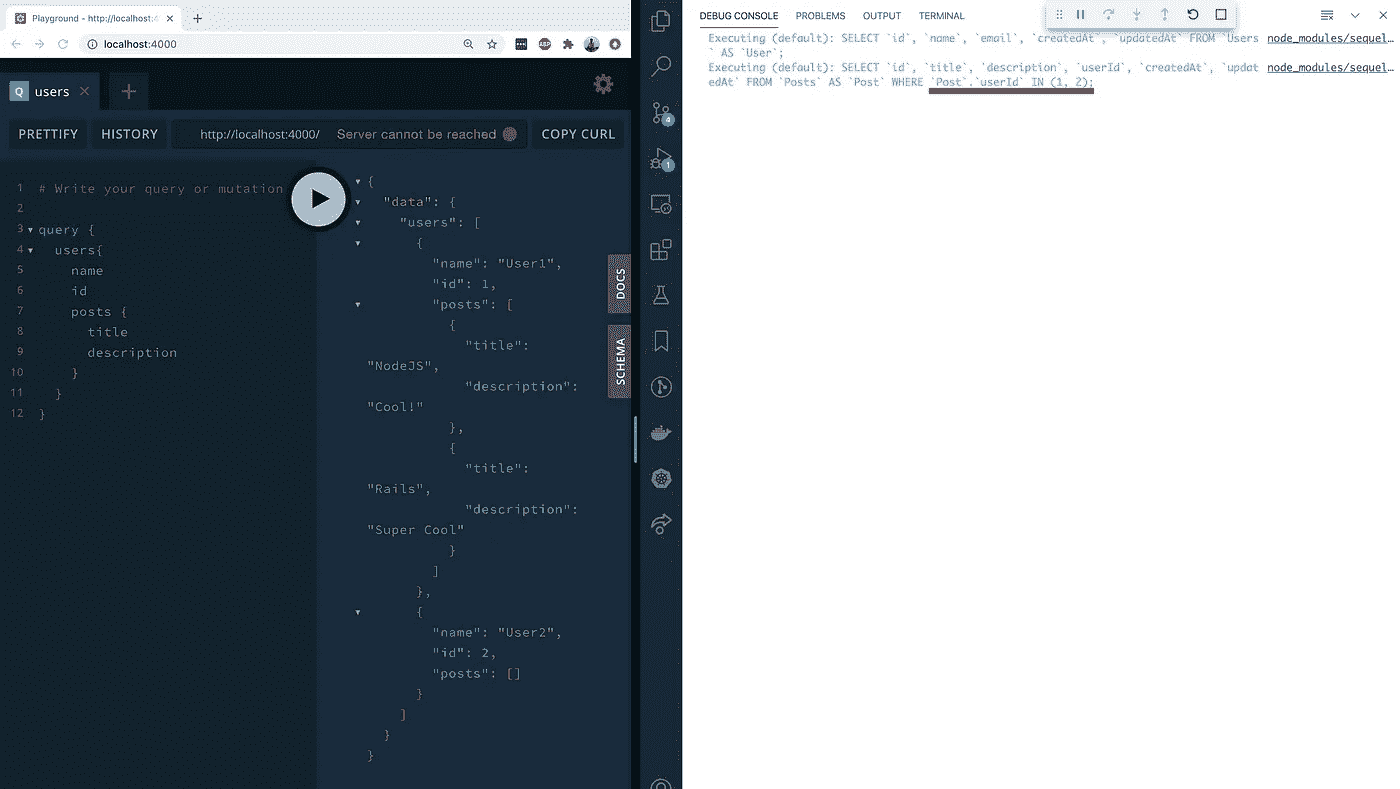 Playground - http://localhost:4
localhost:4000
ABP
Q users
PRETTIFY HISTORY http://localhost:4000/ Server cannot be reached COPY CURL
1 # Write your query or mutation
2
3 query {
4 users{
5 name
6 id
7 posts {
8 title
9 description
10 }
11 }
12 }
{
"data": {
"users": [
{
"name": "User1",
"id": 1,
"posts": [
{
"title":
"NodeJS",
"description":
"Cool!"
},
{
"title":
"Rails",
"description":
"Super Cool"
}
]
},
{
"name": "User2",
"id": 2,
"posts": []
}
]
}
}
DOCS
SCHEMA
4
1
DEBUG CONSOLE PROBLEMS OUTPUT TERMINAL
Executing (default): SELECT `id`, `name`, `email`, `createdAt`, `updatedAt` FROM `Users node_modules/sequel…
` AS `User`;
Executing (default): SELECT `id`, `title`, `description`, `userId`, `createdAt`, `updat node_modules/sequel…
edAt` FROM `Posts` AS `Post` WHERE `Post`.`userId` IN (1, 2);